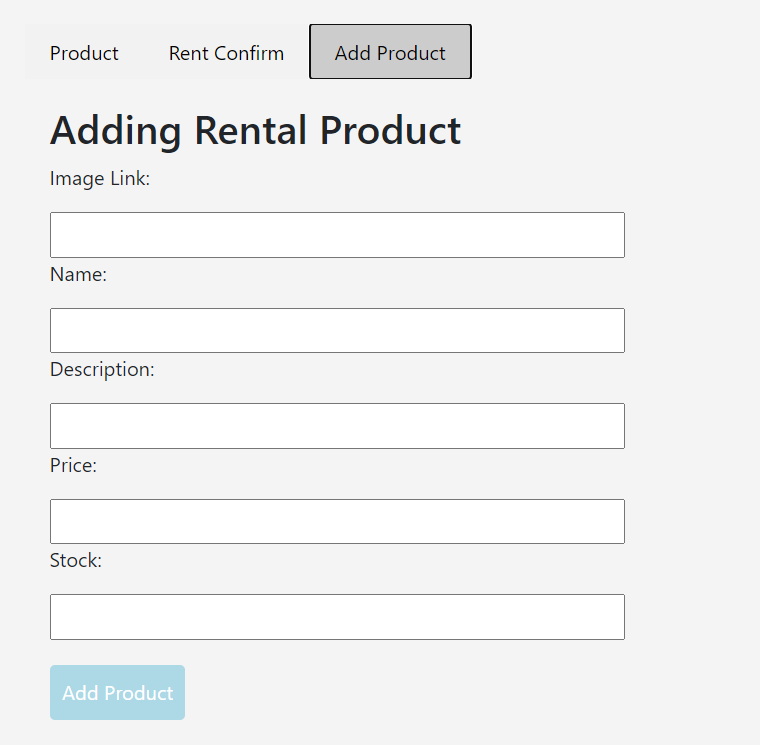 Product Rent Confirm Add Product
Adding Rental Product
Image Link:
Name:
Description:
Price:
Stock:
Add Product